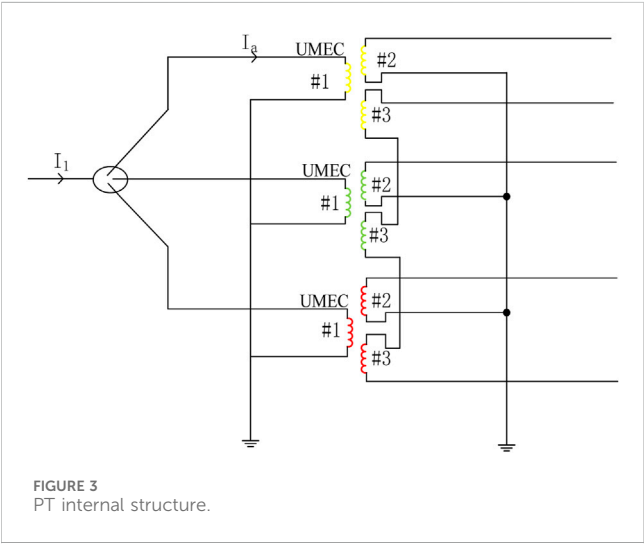 Ia
UMEC
#2
#1
#3
I1
UMEC
#2
#1
#3
UMEC
#2
#1
#3
FIGURE 3
PT internal structure.